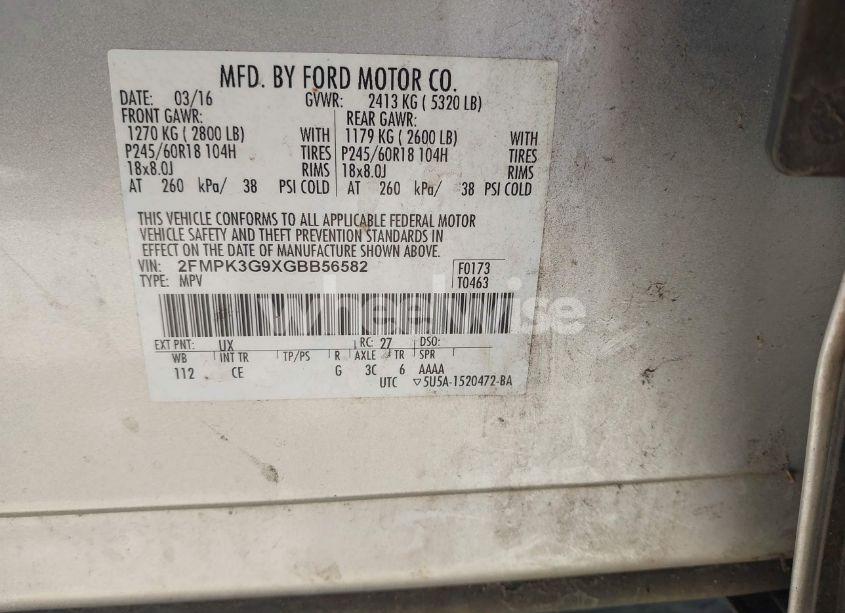 MFD. BY FORD MOTOR CO.
DATE: 03/16 GVWR: 2413 KG ( 5320 LB)
FRONT GAWR: REAR GAWR:
1270 KG ( 2800 LB) WITH 1179 KG ( 2600 LB) WITH
P245/60R18 104H TIRES P245/60R18 104H TIRES
18x8.0J RIMS 18x8.0J RIMS
AT 260 kPa/ 38 PSI COLD AT 260 kPa/ 38 PSI COLD
THIS VEHICLE CONFORMS TO ALL APPLICABLE FEDERAL MOTOR
VEHICLE SAFETY AND THEFT PREVENTION STANDARDS IN
EFFECT ON THE DATE OF MANUFACTURE SHOWN ABOVE.
VIN: 2FMPK3G9XGBB56582 F0173
TYPE: MPV T0463
wheelwise
EXT PNT: UX RC: 27 DSO:
WB INT TR TP/PS R AXLE TR SPR
112 CE G 3C 6 AAAA
UTC ▽5U5A-1520472-BA